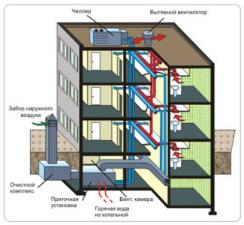 Чиллер
Вытяжной вентилятор
Забор наружного
воздуха
Очистной
комплекс
Приточная
установка
Вент. камера
Горячая вода
из котельной